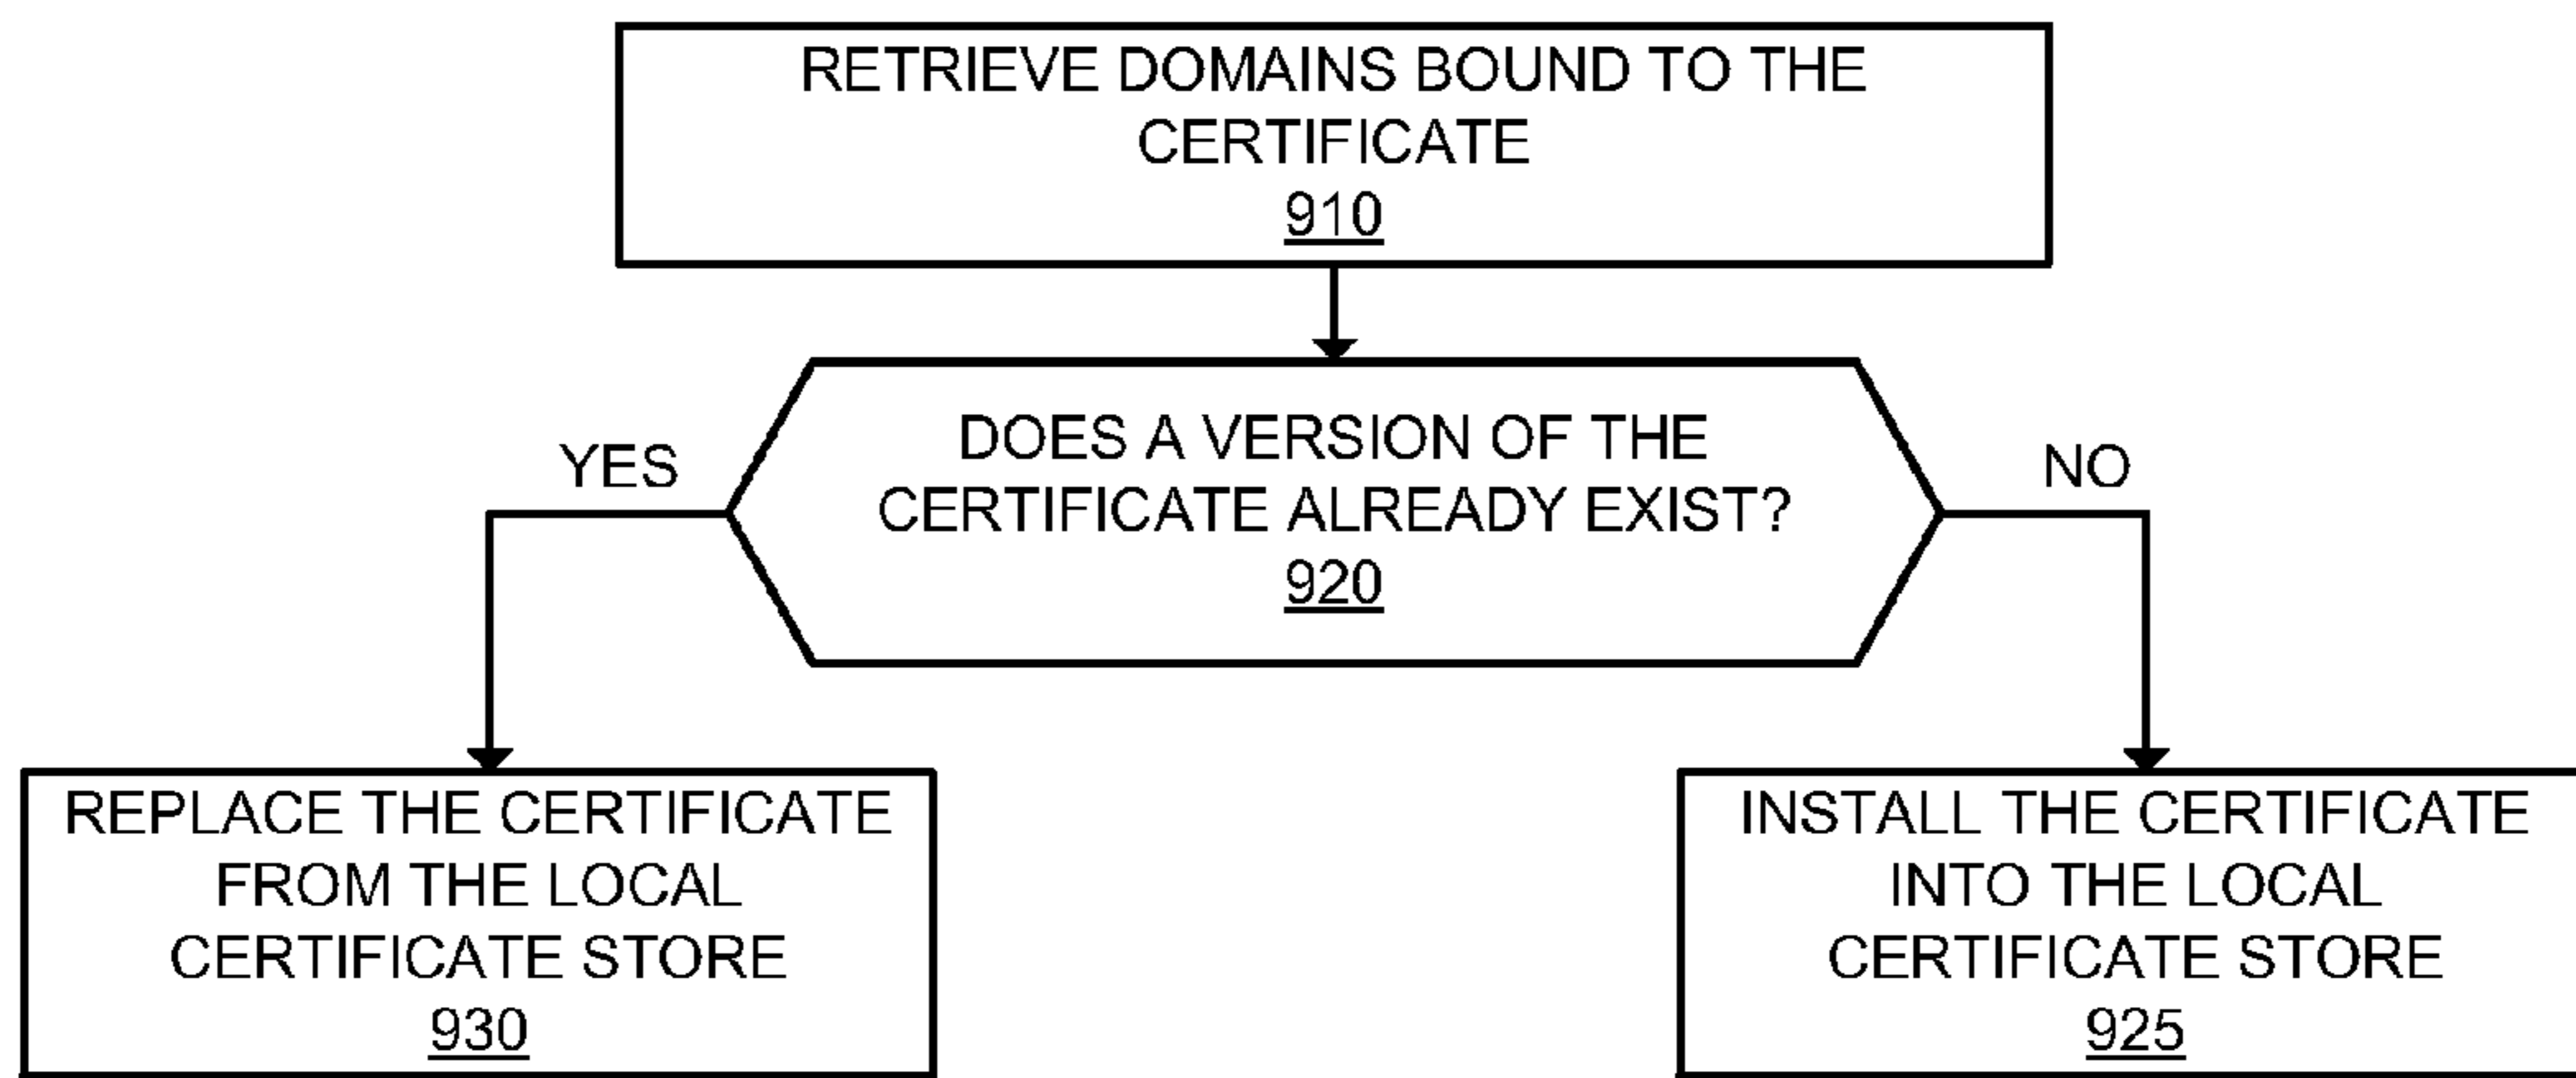 RETRIEVE DOMAINS BOUND TO THE
CERTIFICATE
910
DOES A VERSION OF THE
CERTIFICATE ALREADY EXIST?
920
YES
NO
REPLACE THE CERTIFICATE
FROM THE LOCAL
CERTIFICATE STORE
930
INSTALL THE CERTIFICATE
INTO THE LOCAL
CERTIFICATE STORE
925